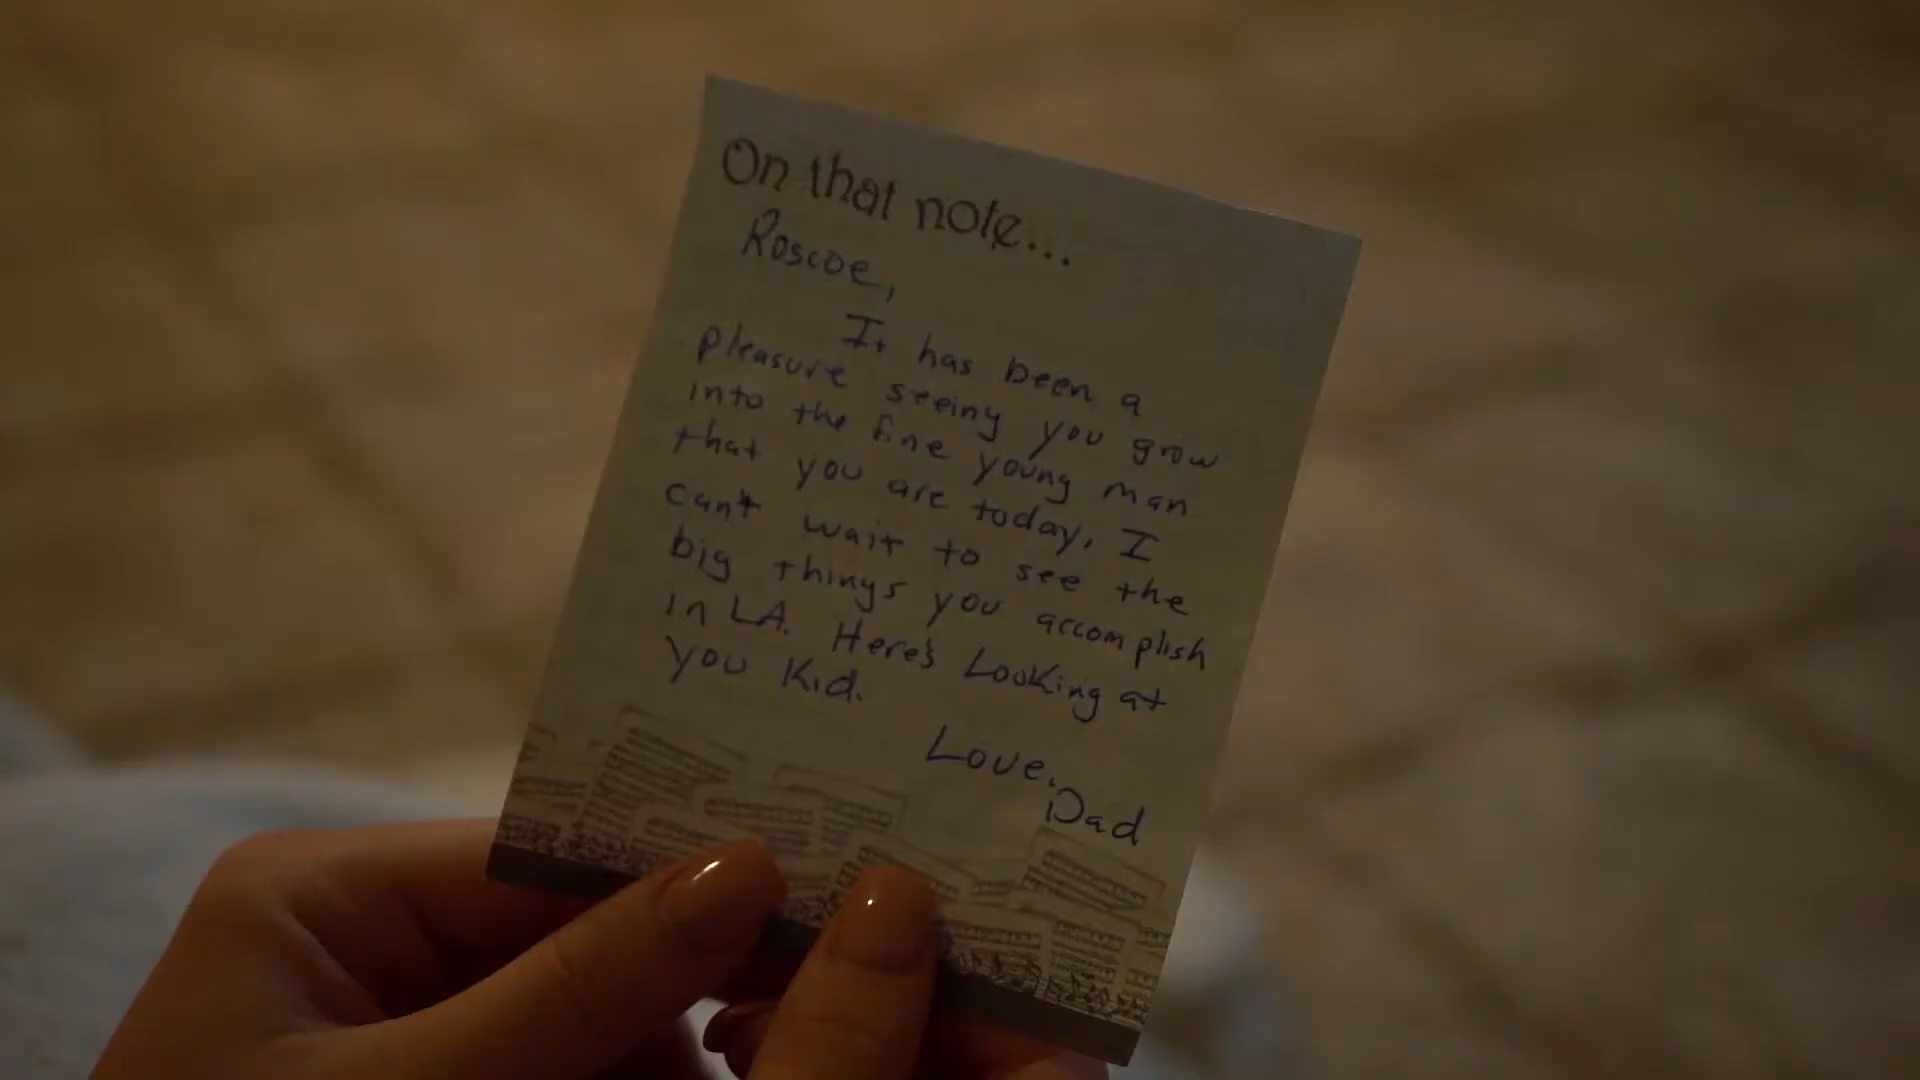 On that note...
Roscoe,
It has been a
pleasure seeing you grow
into the fine young man
that you are today. I
can't wait to see the
big things you accomplish
in LA. Here's Looking at
you Kid.
Love,
Dad